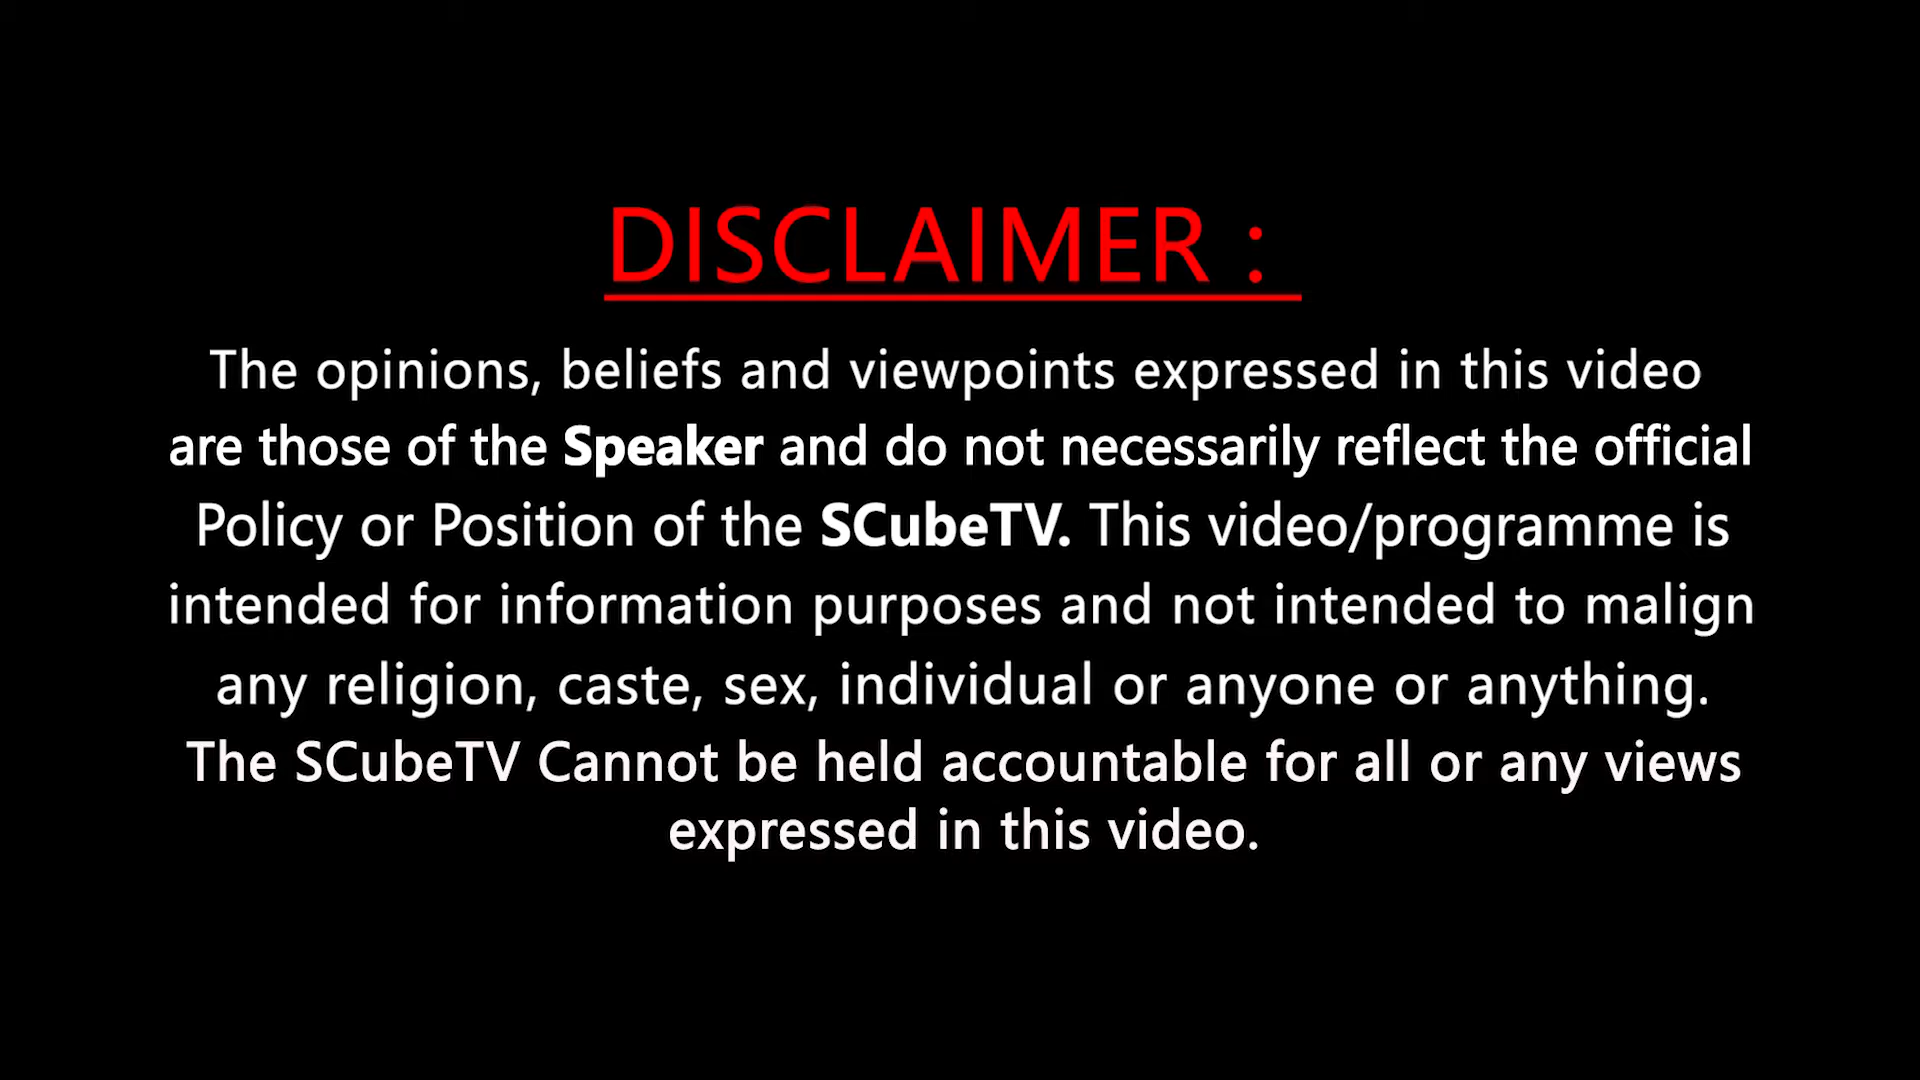 DISCLAIMER :
The opinions, beliefs and viewpoints expressed in this video
are those of the Speaker and do not necessarily reflect the official
Policy or Position of the SCubeTV. This video/programme is
intended for information purposes and not intended to malign
any religion, caste, sex, individual or anyone or anything.
The SCubeTV Cannot be held accountable for all or any views
expressed in this video.